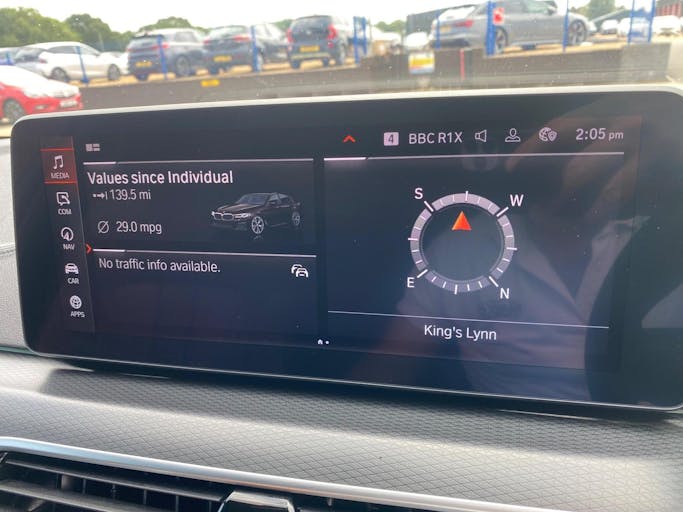 4 BBC R1X 2:05 pm
MEDIA
COM
NAV
CAR
APPS
Values since Individual
139.5 mi
Ø 29.0 mpg
No traffic info available.
S W
E N
King's Lynn